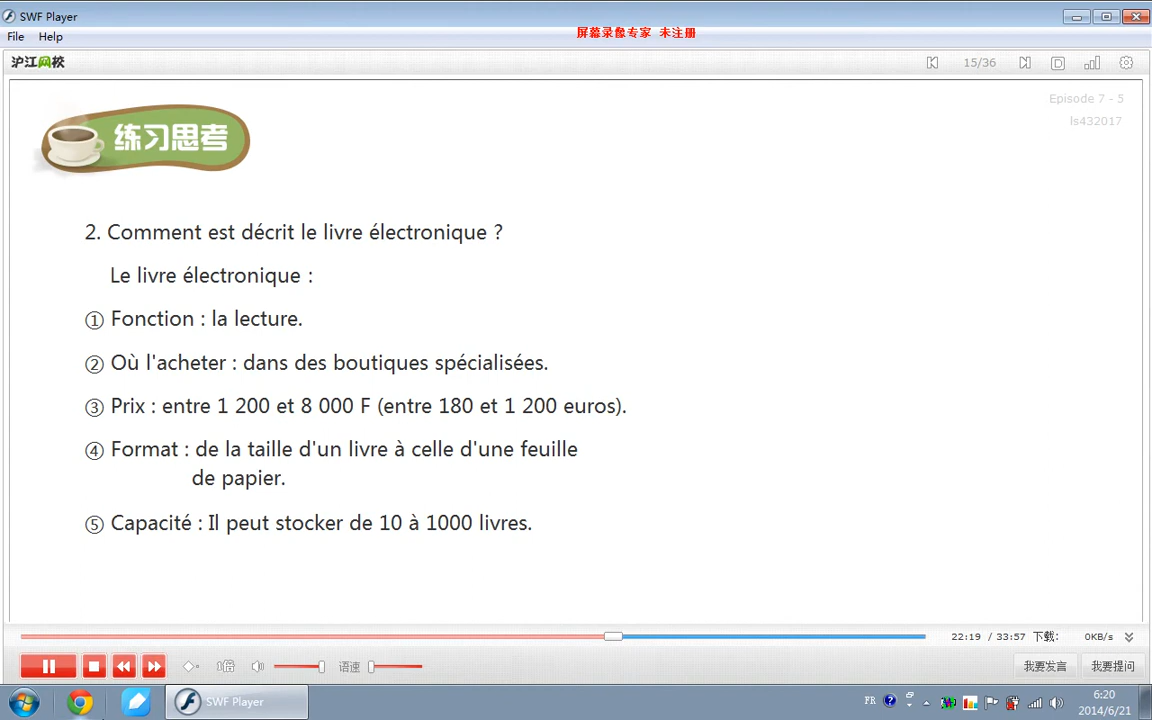 SWF Player
File Help
屏幕录像专家 未注册
沪江网校
15/36
Episode 7 - 5
ls432017
练习思考
2. Comment est décrit le livre électronique ?
Le livre électronique :
① Fonction : la lecture.
② Où l'acheter : dans des boutiques spécialisées.
③ Prix : entre 1 200 et 8 000 F (entre 180 et 1 200 euros).
④ Format : de la taille d'un livre à celle d'une feuille
de papier.
⑤ Capacité : Il peut stocker de 10 à 1000 livres.
22:19 / 33:57 下载: 0KB/s
1倍 语速 我要发言 我要提问
SWF Player
FR
6:20
2014/6/21